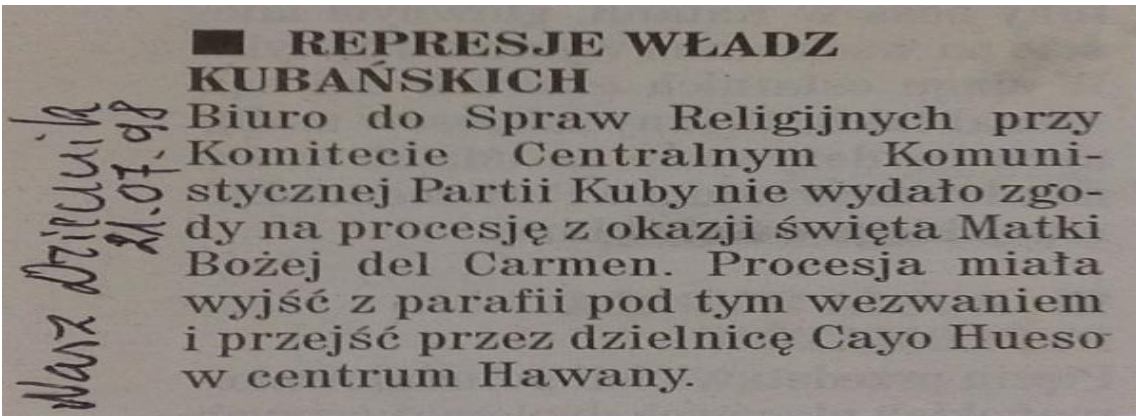 ■ REPRESJE WŁADZ
KUBAŃSKICH
Biuro do Spraw Religijnych przy
Komitecie Centralnym Komuni-
stycznej Partii Kuby nie wydało zgo-
dy na procesję z okazji święta Matki
Bożej del Carmen. Procesja miała
wyjść z parafii pod tym wezwaniem
i przejść przez dzielnicę Cayo Hueso
w centrum Hawany.
Nasz Dziennik
21.07.98